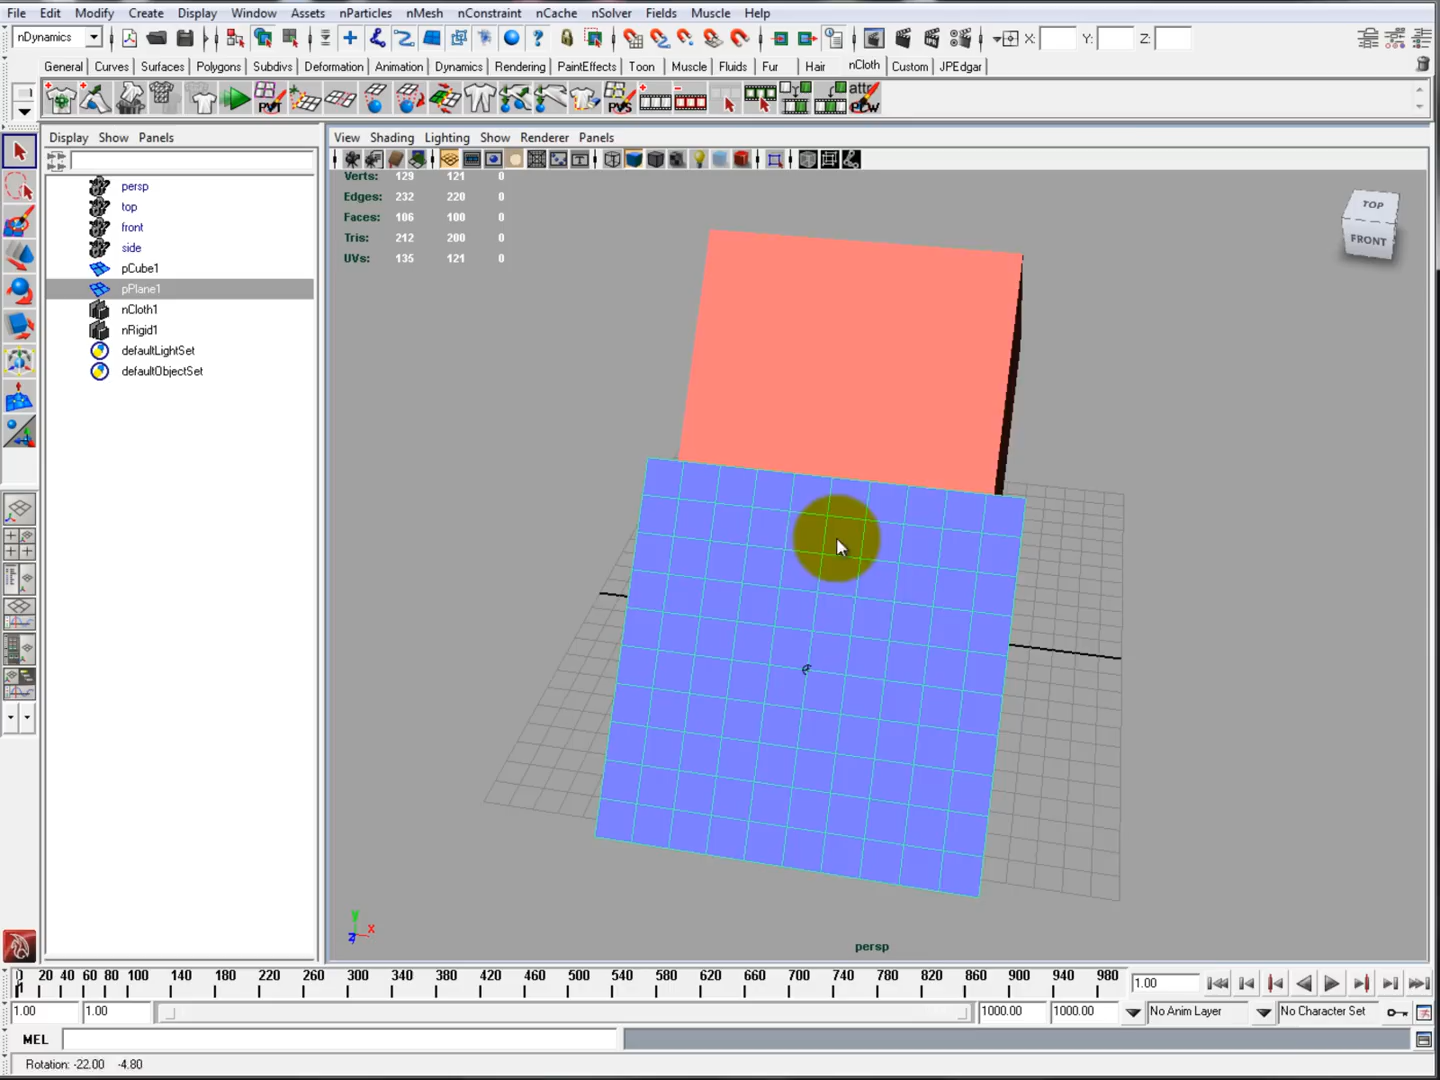 File Edit Modify Create Display Window Assets nParticles nMesh nConstraint nCache nSolver Fields Muscle Help
nDynamics X: Y: Z:
General Curves Surfaces Polygons Subdivs Deformation Animation Dynamics Rendering PaintEffects Toon Muscle Fluids Fur Hair nCloth Custom JPEdgar
Display Show Panels
View Shading Lighting Show Renderer Panels
Verts: 129 121 0
Edges: 232 220 0
Faces: 106 100 0
Tris: 212 200 0
UVs: 135 121 0
persp
top
front
side
pCube1
pPlane1
nCloth1
nRigid1
defaultLightSet
defaultObjectSet
TOP
FRONT
y
x
z
persp
20 40 60 80 100 140 180 220 260 300 340 380 420 460 500 540 580 620 660 700 740 780 820 860 900 940 980
1.00
1.00 1.00 1000.00 1000.00 No Anim Layer No Character Set
MEL
Rotation: -22.00 -4.80